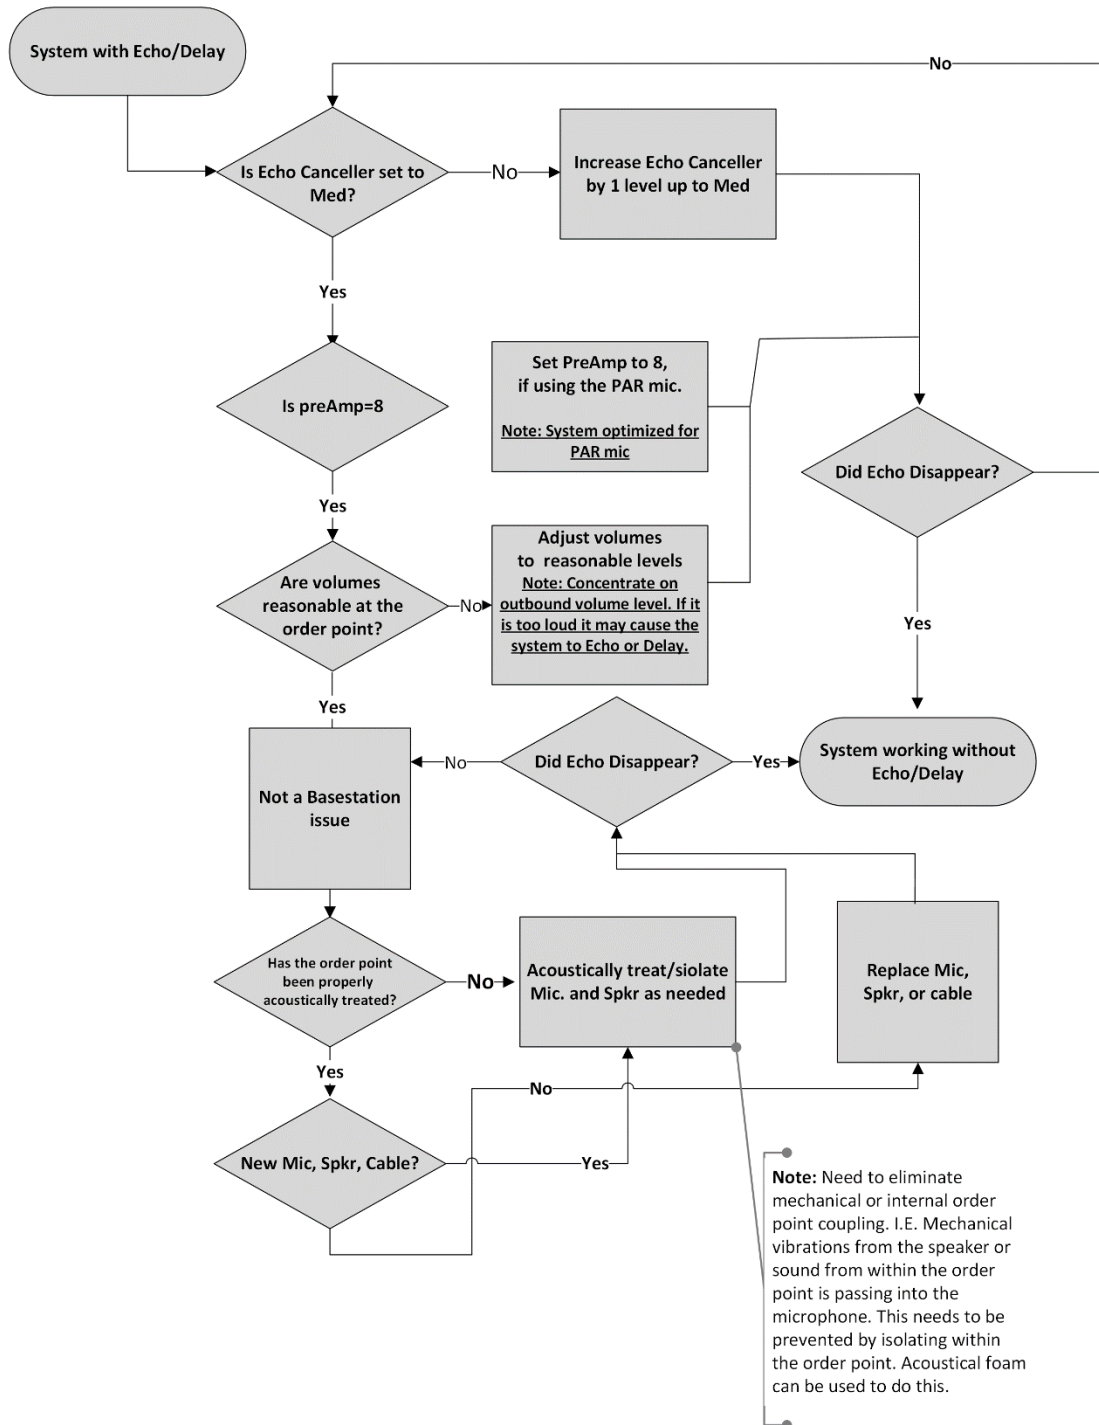 System with Echo/Delay
No
Is Echo Canceller set to
Med?
No
Increase Echo Canceller
by 1 level up to Med
Yes
Is preAmp=8
Set PreAmp to 8,
if using the PAR mic.
Note: System optimized for
PAR mic
Did Echo Disappear?
Yes
Are volumes
reasonable at the
order point?
No
Adjust volumes
to reasonable levels
Note: Concentrate on
outbound volume level. If it
is too loud it may cause the
system to Echo or Delay.
Yes
Yes
Not a Basestation
issue
No
Did Echo Disappear?
Yes
System working without
Echo/Delay
Has the order point
been properly
acoustically treated?
No
Acoustically treat/siolate
Mic. and Spkr as needed
Replace Mic,
Spkr, or cable
Yes
No
New Mic, Spkr, Cable?
Yes
Note: Need to eliminate
mechanical or internal order
point coupling. I.E. Mechanical
vibrations from the speaker or
sound from within the order
point is passing into the
microphone. This needs to be
prevented by isolating within
the order point. Acoustical foam
can be used to do this.